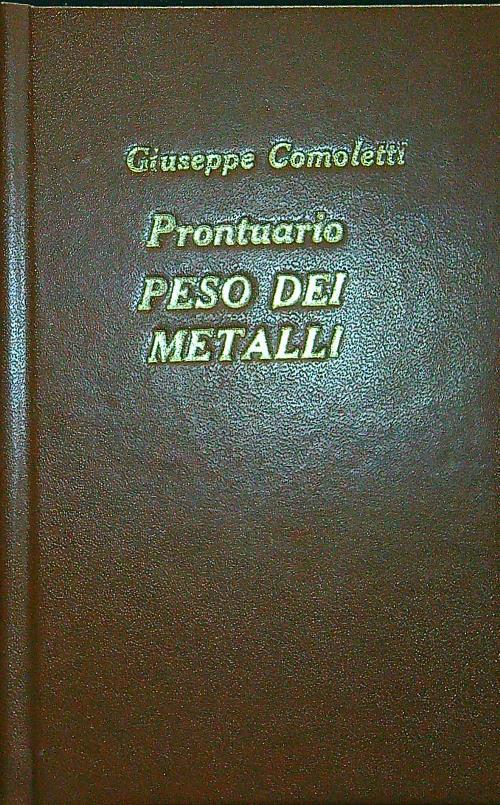 Giuseppe Comoletti
Prontuario
PESO DEI
METALLI